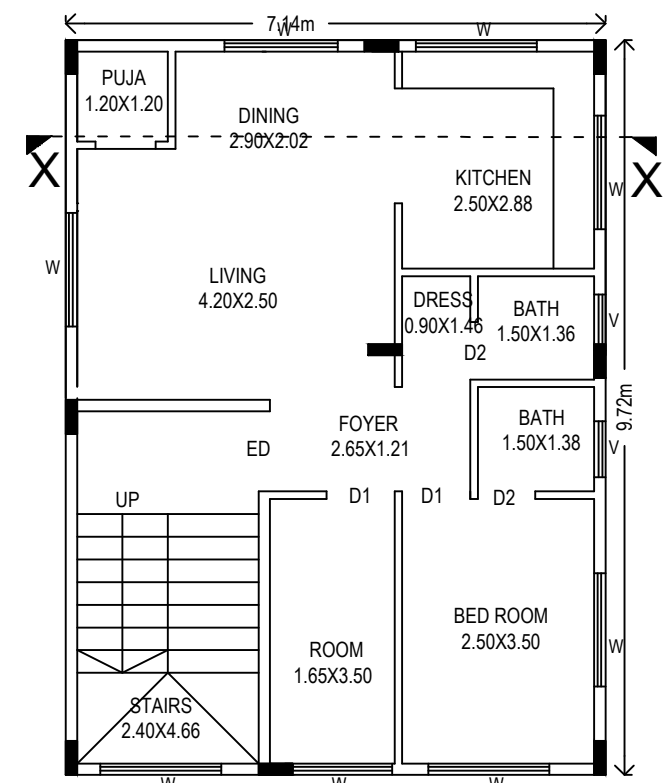 7.14m
W
W
PUJA
1.20X1.20
DINING
2.90X2.02
X
X
KITCHEN
2.50X2.88
W
W
LIVING
4.20X2.50
DRESS
0.90X1.46
BATH
1.50X1.36
V
D2
9.72m
FOYER
2.65X1.21
BATH
1.50X1.38
V
ED
UP
D1
D1
D2
BED ROOM
2.50X3.50
W
ROOM
1.65X3.50
STAIRS
2.40X4.66
W
W
W